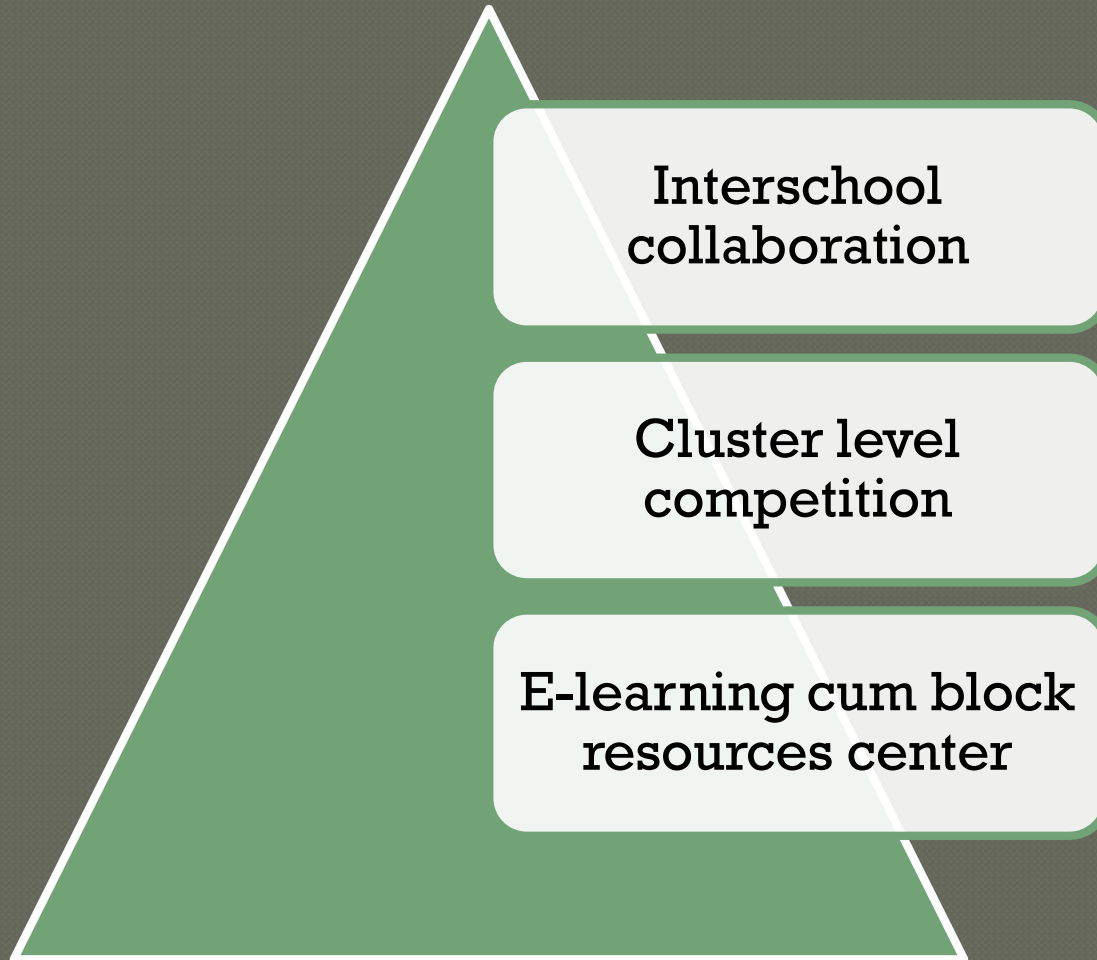 Interschool
collaboration
Cluster level
competition
E-learning cum block
resources center